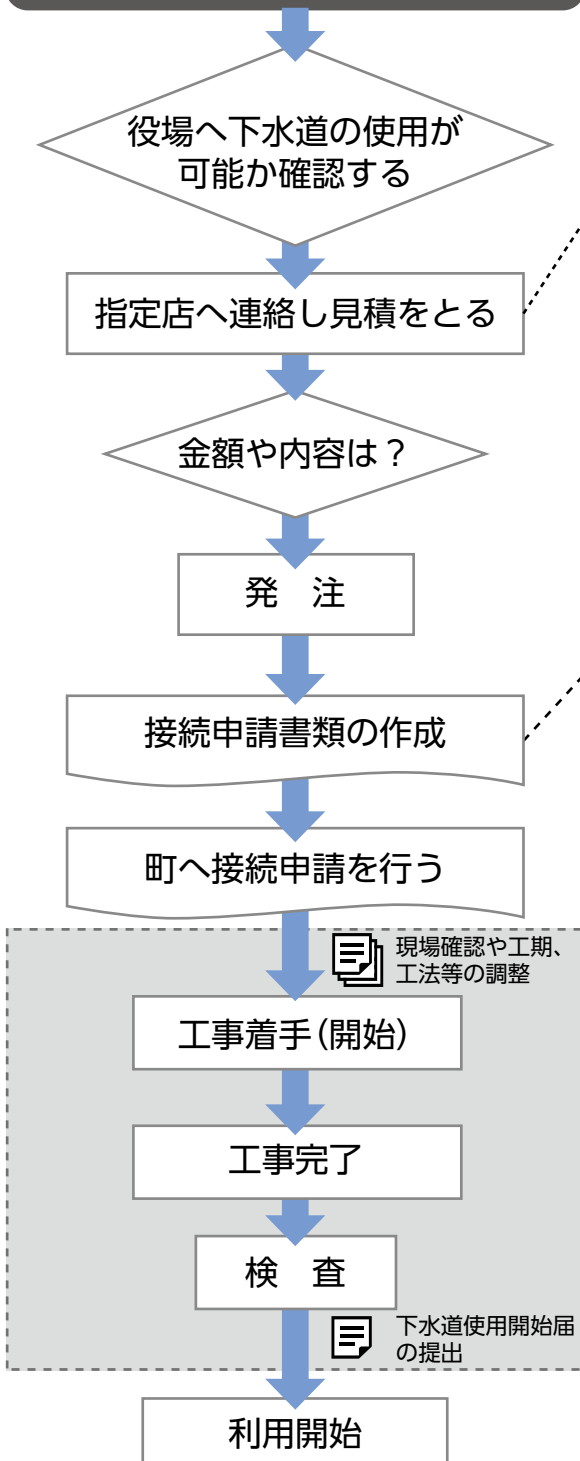 役場へ下水道の使用が
可能か確認する
指定店へ連絡し見積をとる
金額や内容は？
発　注
接続申請書類の作成
町へ接続申請を行う
現場確認や工期、
工法等の調整
工事着手（開始）
工事完了
検　査
下水道使用開始届
の提出
利用開始